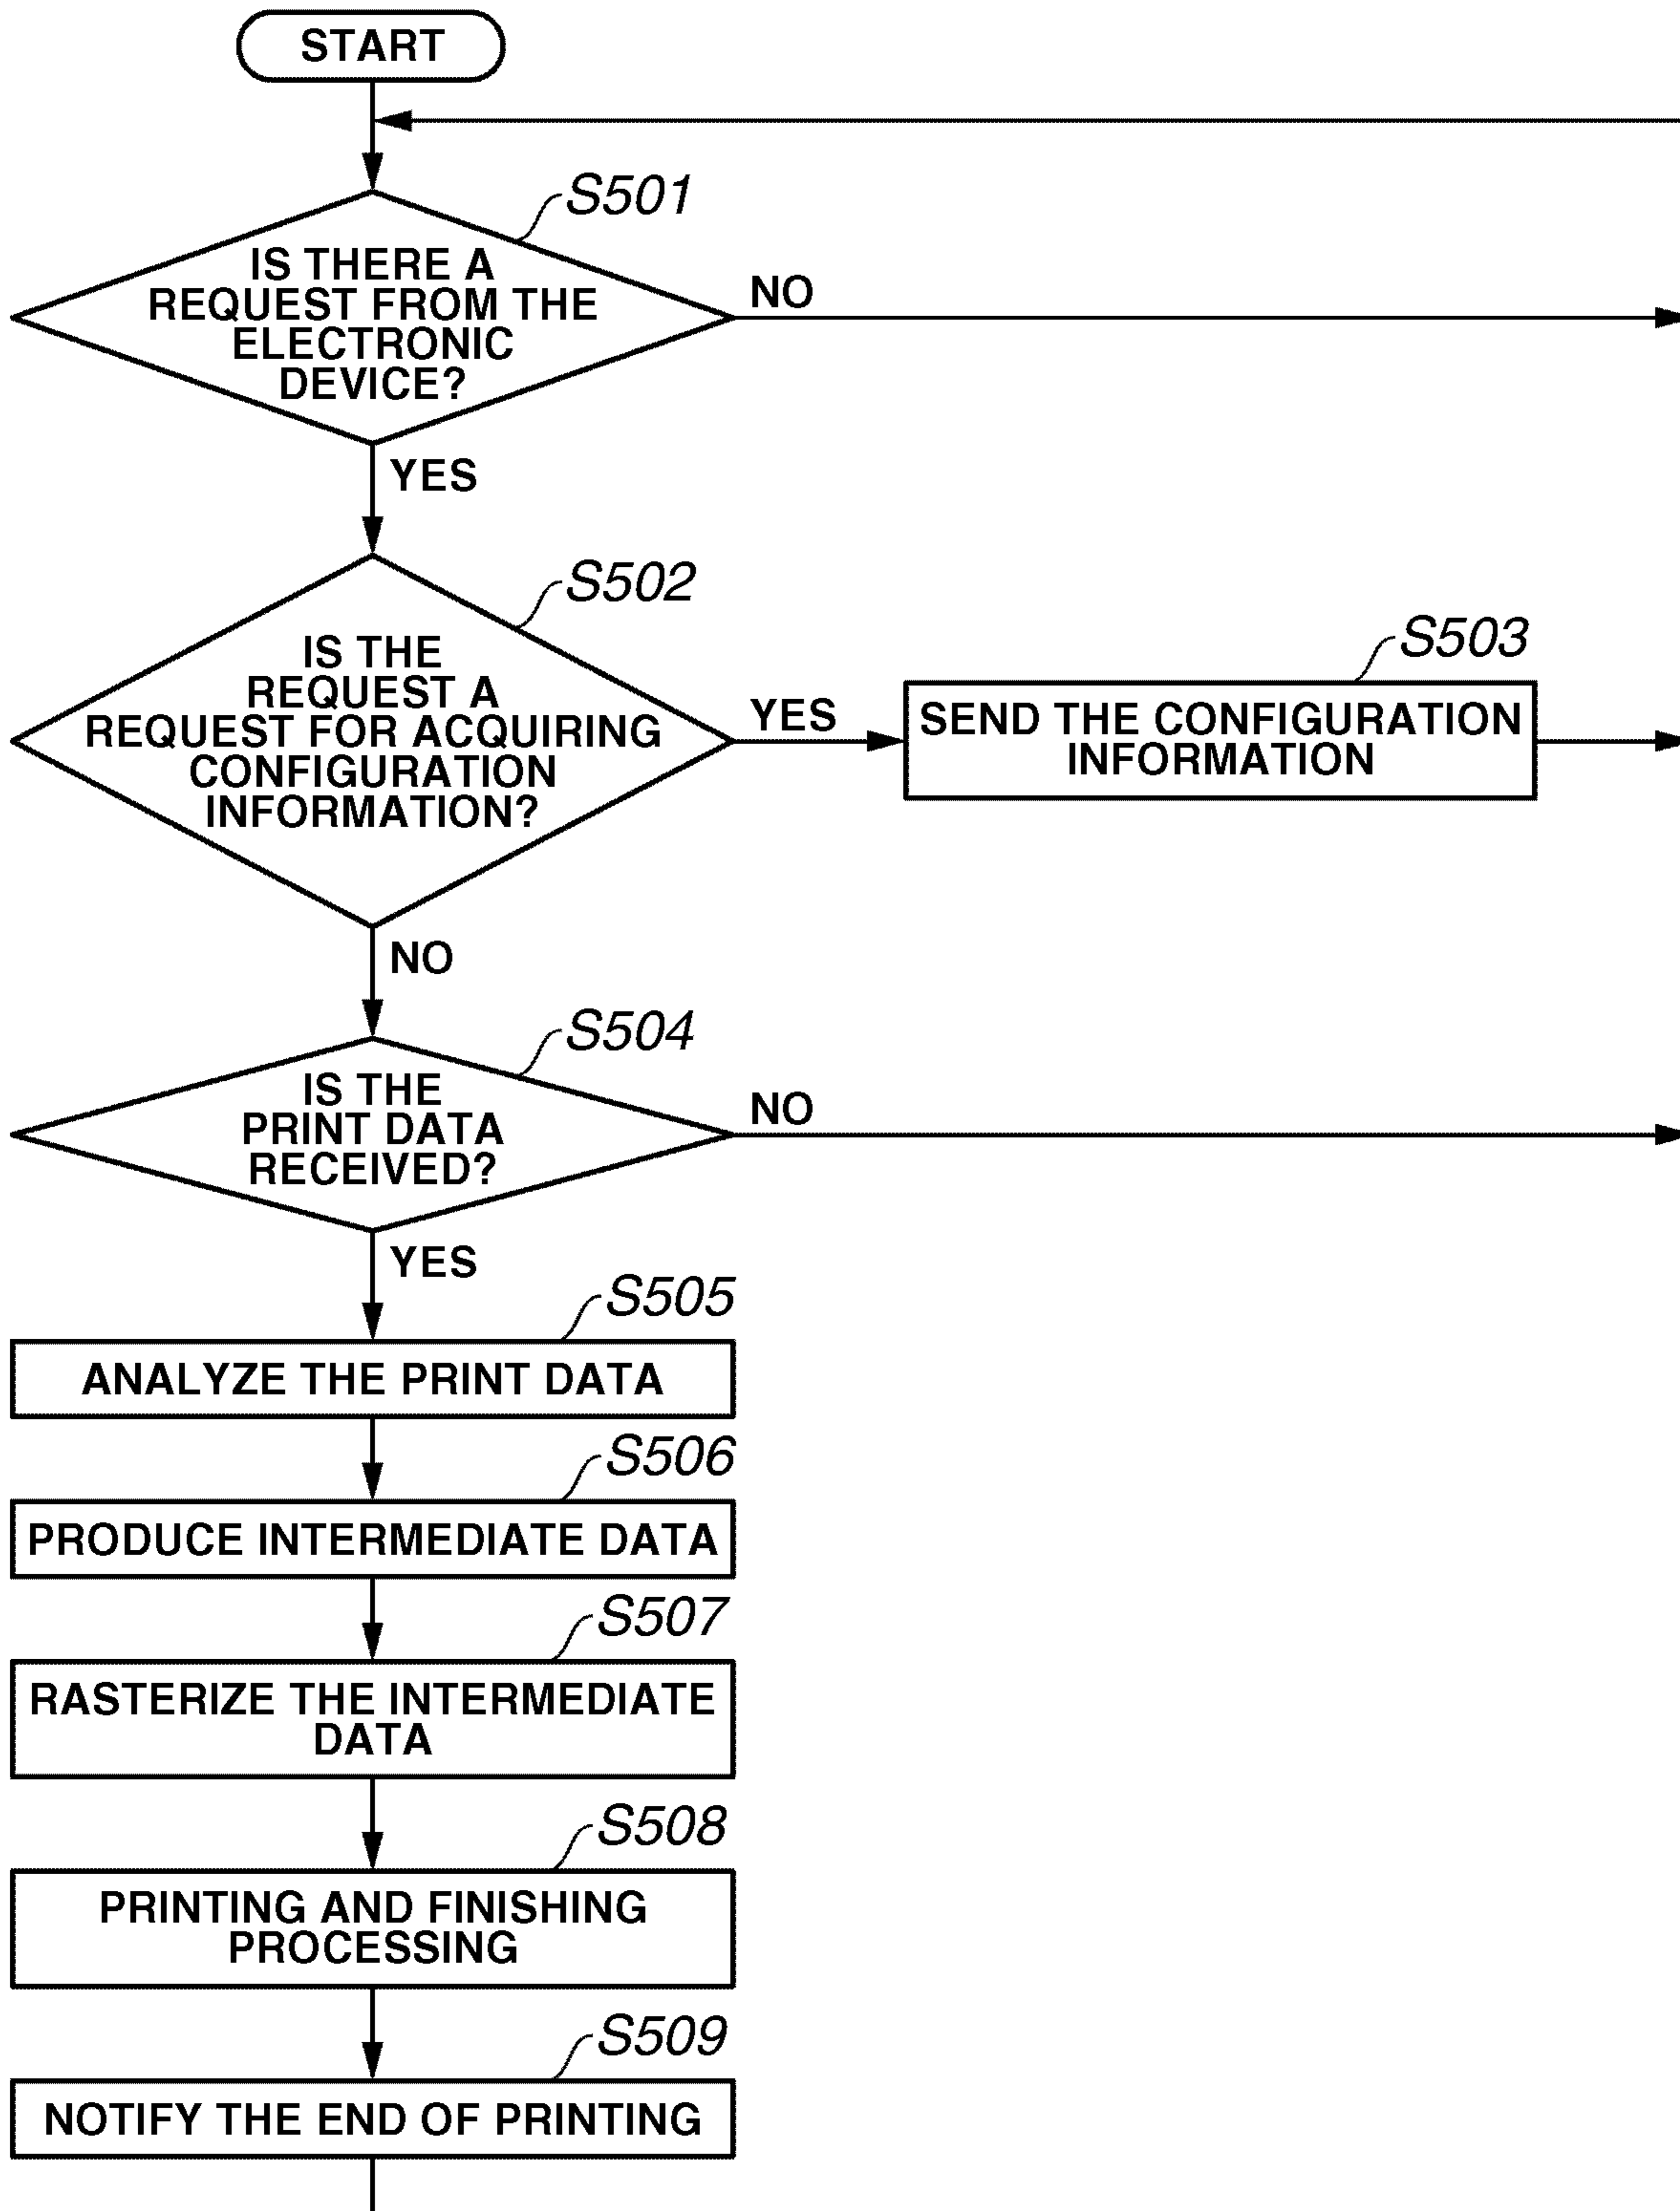 START
S501
IS THERE A
REQUEST FROM THE
ELECTRONIC
DEVICE?
NO
YES
S502
IS THE
REQUEST A
REQUEST FOR ACQUIRING
CONFIGURATION
INFORMATION?
YES
S503
SEND THE CONFIGURATION
INFORMATION
NO
S504
IS THE
PRINT DATA
RECEIVED?
NO
YES
S505
ANALYZE THE PRINT DATA
S506
PRODUCE INTERMEDIATE DATA
S507
RASTERIZE THE INTERMEDIATE
DATA
S508
PRINTING AND FINISHING
PROCESSING
S509
NOTIFY THE END OF PRINTING